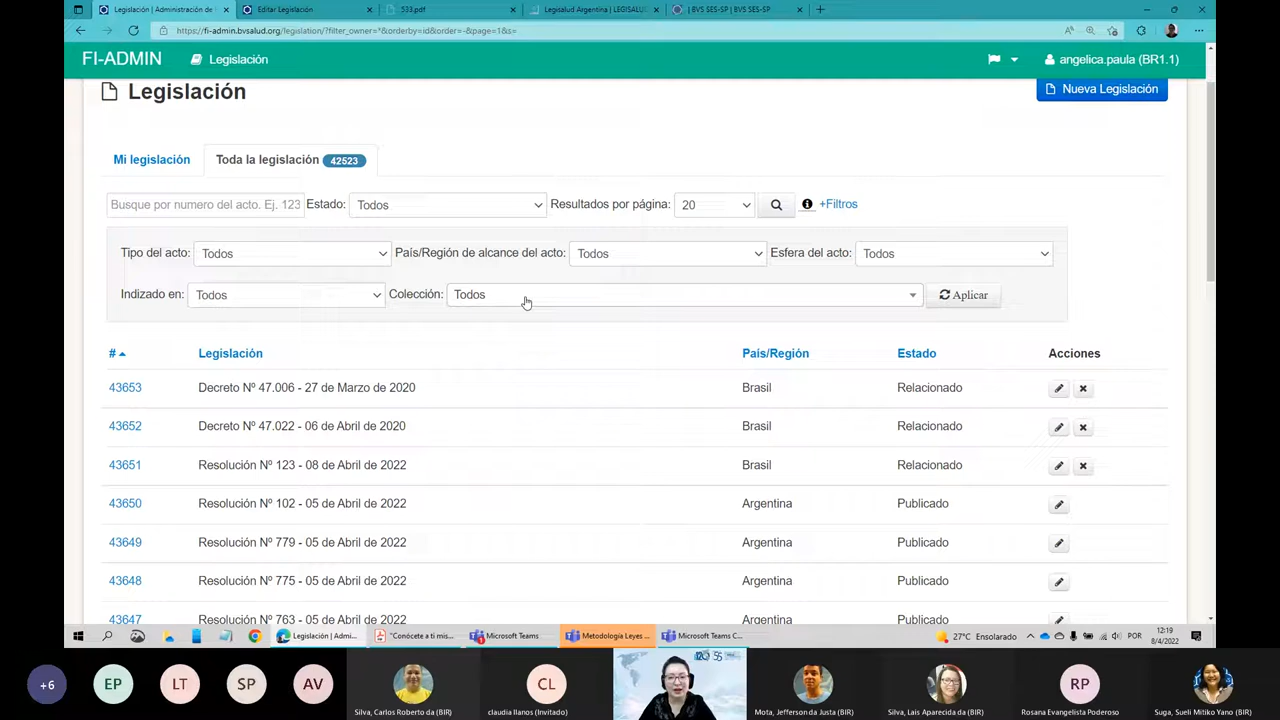 Legislación | Administración de
Editar Legislación
533.pdf
Legisalud Argentina | LEGISALUD
| BVS SES-SP | BVS SES-SP
https://fi-admin.bvsalud.org/legislation/?filter_owner=*&orderby=id&order=-&page=1&s=
FI-ADMIN
Legislación
angelica.paula (BR1.1)
Legislación
Nueva Legislación
Mi legislación
Toda la legislación 42523
Busque por numero del acto. Ej. 123
Estado: Todos
Resultados por página: 20
+Filtros
Tipo del acto: Todos
País/Región de alcance del acto: Todos
Esfera del acto: Todos
Indizado en: Todos
Colección: Todos
Aplicar
# Legislación País/Región Estado Acciones
43653 Decreto Nº 47.006 - 27 de Marzo de 2020 Brasil Relacionado
43652 Decreto Nº 47.022 - 06 de Abril de 2020 Brasil Relacionado
43651 Resolución Nº 123 - 08 de Abril de 2022 Brasil Relacionado
43650 Resolución Nº 102 - 05 de Abril de 2022 Argentina Publicado
43649 Resolución Nº 779 - 05 de Abril de 2022 Argentina Publicado
43648 Resolución Nº 775 - 05 de Abril de 2022 Argentina Publicado
43647 Resolución Nº 763 - 05 de Abril de 2022 Argentina Publicado
Legislación | Admi...
"Conócete a ti mis...
Microsoft Teams
Metodología Leyes ...
Microsoft Teams C...
27°C Ensolarado
POR
12:19
8/4/2022
+6
EP
LT
SP
AV
CL
RP
Silva, Carlos Roberto da (BIR)
claudia llanos (Invitado)
Mota, Jefferson da Justa (BIR)
Silva, Lais Aparecida da (BIR)
Rosana Evangelista Poderoso
Suga, Sueli Mitiko Yano (BIR)